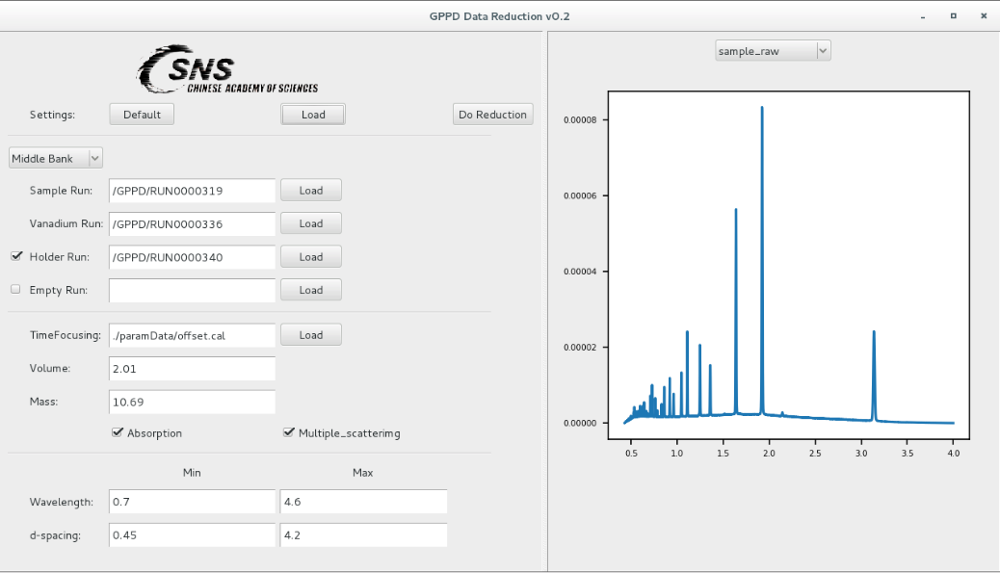 GPPD Data Reduction v0.2
CSNS
CHINESE ACADEMY OF SCIENCES
Settings: Default Load Do Reduction
Middle Bank
Sample Run: /GPPD/RUN0000319 Load
Vanadium Run: /GPPD/RUN0000336 Load
Holder Run: /GPPD/RUN0000340 Load
Empty Run: Load
TimeFocusing: ./paramData/offset.cal Load
Volume: 2.01
Mass: 10.69
Absorption Multiple_scatterimg
Min Max
Wavelength: 0.7 4.6
d-spacing: 0.45 4.2
sample_raw
0.00008
0.00006
0.00004
0.00002
0.00000
0.5 1.0 1.5 2.0 2.5 3.0 3.5 4.0